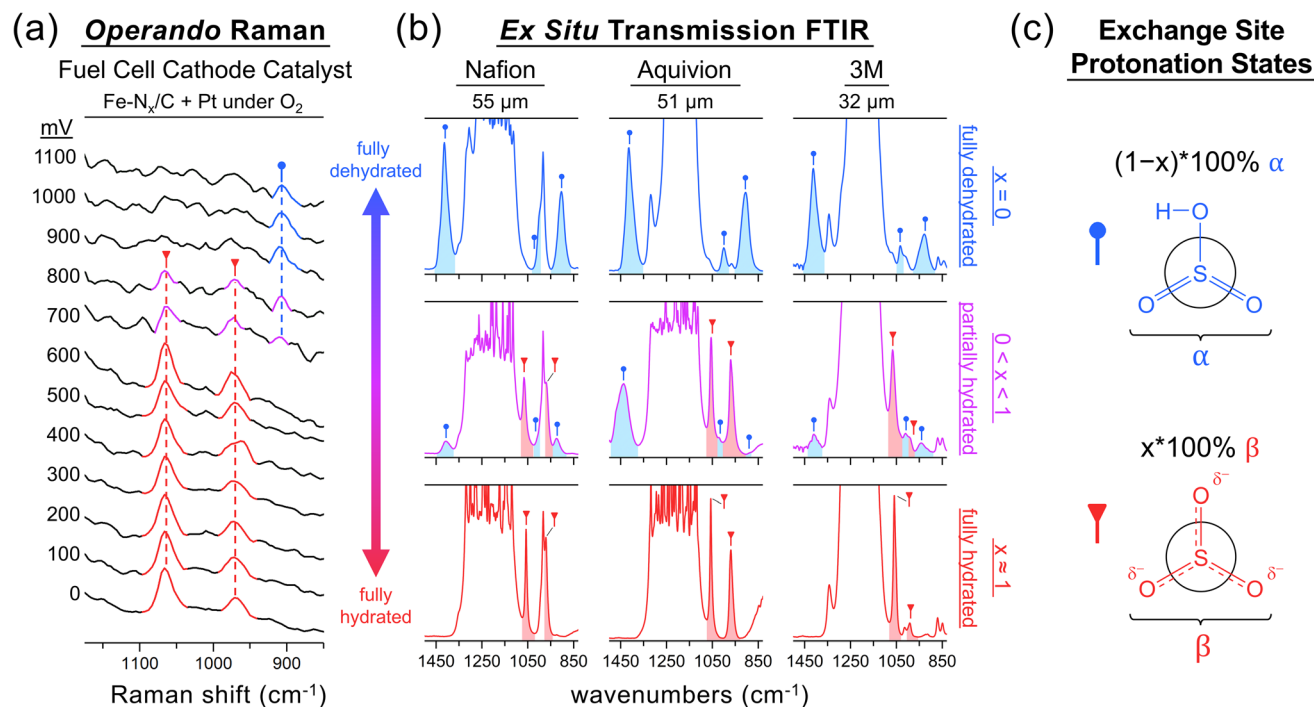 (a)
Operando Raman
Fuel Cell Cathode Catalyst
Fe-Nx/C + Pt under O2
mV
1100
1000
900
800
700
600
500
400
300
200
100
0
1100
1000
900
Raman shift (cm-1)
fully
dehydrated
fully
hydrated
(b)
Ex Situ Transmission FTIR
Nafion
55 μm
Aquivion
51 μm
3M
32 μm
fully dehydrated
x = 0
partially hydrated
0 < x < 1
fully hydrated
x ≈ 1
1450
1250
1050
850
1450
1250
1050
850
1450
1250
1050
850
wavenumbers (cm-1)
(c)
Exchange Site
Protonation States
(1−x)*100% α
H
O
S
O
O
α
x*100% β
δ−
O
S
δ−
O
δ−
O
β